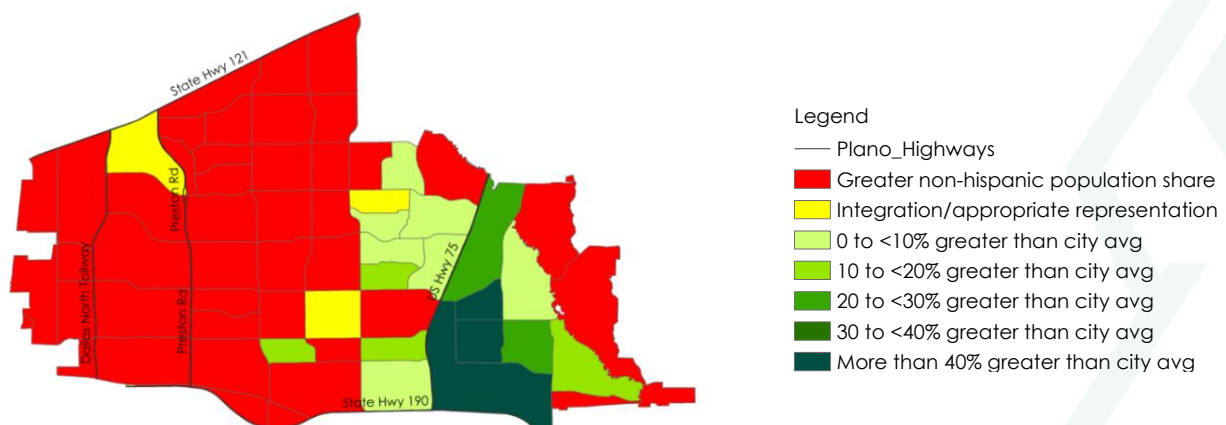 State Hwy 121
Preston Rd
Dallas North Tollway
Preston Rd
US Hwy 75
State Hwy 190
Legend
Plano_Highways
Greater non-hispanic population share
Integration/appropriate representation
0 to <10% greater than city avg
10 to <20% greater than city avg
20 to <30% greater than city avg
30 to <40% greater than city avg
More than 40% greater than city avg